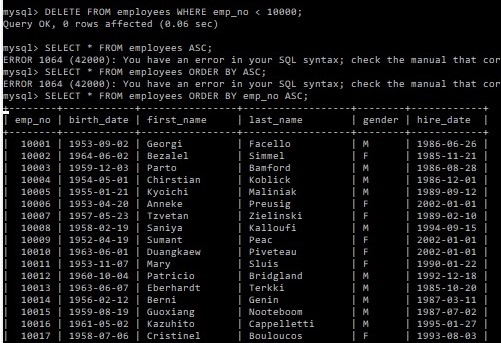 mysql> DELETE FROM employees WHERE emp_no < 10000;
Query OK, 0 rows affected (0.06 sec)
mysql> SELECT * FROM employees ASC;
ERROR 1064 (42000): You have an error in your SQL syntax; check the manual that cor
mysql> SELECT * FROM employees ORDER BY ASC;
ERROR 1064 (42000): You have an error in your SQL syntax; check the manual that cor
mysql> SELECT * FROM employees ORDER BY emp_no ASC;
+--------+------------+----------------+------------------+--------+------------+
| emp_no | birth_date | first_name | last_name | gender | hire_date |
+--------+------------+----------------+------------------+--------+------------+
| 10001 | 1953-09-02 | Georgi | Facello | M | 1986-06-26 |
| 10002 | 1964-06-02 | Bezalel | Simmel | F | 1985-11-21 |
| 10003 | 1959-12-03 | Parto | Bamford | M | 1986-08-28 |
| 10004 | 1954-05-01 | Chirstian | Koblick | M | 1986-12-01 |
| 10005 | 1955-01-21 | Kyoichi | Maliniak | M | 1989-09-12 |
| 10006 | 1953-04-20 | Anneke | Preusig | F | 2002-01-01 |
| 10007 | 1957-05-23 | Tzvetan | Zielinski | F | 1989-02-10 |
| 10008 | 1958-02-19 | Saniya | Kalloufi | M | 1994-09-15 |
| 10009 | 1952-04-19 | Sumant | Peac | F | 2002-01-01 |
| 10010 | 1963-06-01 | Duangkaew | Piveteau | F | 2002-01-01 |
| 10011 | 1953-11-07 | Mary | Sluis | F | 1990-01-22 |
| 10012 | 1960-10-04 | Patricio | Bridgland | M | 1992-12-18 |
| 10013 | 1963-06-07 | Eberhardt | Terkki | M | 1985-10-20 |
| 10014 | 1956-02-12 | Berni | Genin | M | 1987-03-11 |
| 10015 | 1959-08-19 | Guoxiang | Nooteboom | M | 1987-07-02 |
| 10016 | 1961-05-02 | Kazuhito | Cappelletti | M | 1995-01-27 |
| 10017 | 1958-07-06 | Cristinel | Bouloucos | F | 1993-08-03 |